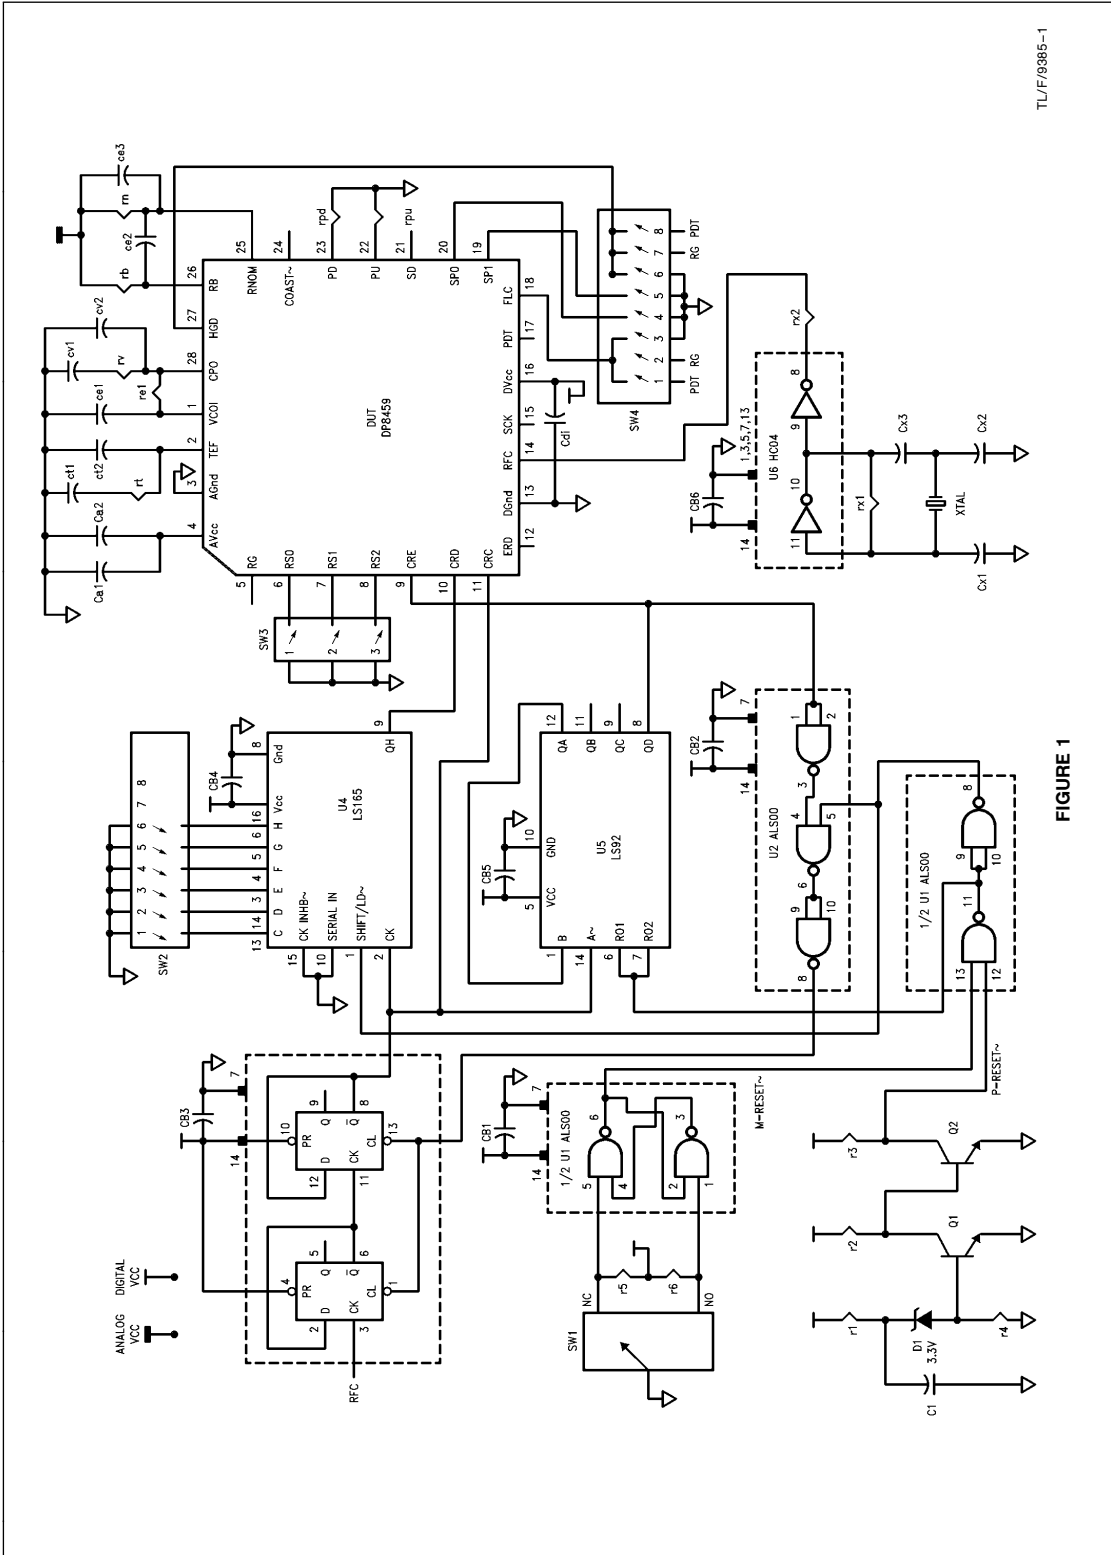 ANALOG VCC
DIGITAL VCC
RFC
2
D
3
CK
PR
4
CL
1
Q
5
Q
6
12
D
11
CK
PR
10
CL
13
Q
9
Q
8
14
7
CB3
SW2
1
2
3
4
5
6
7
8
13
14
3
4
5
6
16
8
C
D
E
F
G
H
Vcc
Gnd
CB4
15
CK INHB~
10
SERIAL IN
1
SHIFT/LD~
2
CK
U4
LS165
QH
9
SW3
1
2
3
Ca1
Ca2
ct1
rt
ct2
ce1
re1
cv1
rv
cv2
rb
ce2
rn
ce3
4
3
2
1
28
27
26
AVcc
AGnd
TEF
VCOI
CPO
HGD
RB
5
RG
6
RS0
7
RS1
8
RS2
9
CRE
10
CRD
11
CRC
DUT
DP8459
RNOM
25
COAST~
24
PD
23
rpd
PU
22
rpu
SD
21
SP0
20
SP1
19
ERD
DGnd
RFC
SCK
DVcc
PDT
FLC
12
13
14
15
16
17
18
Cdi
SW4
1
2
3
4
5
6
7
8
PDT
RG
RG
PDT
SW1
NC
NO
r5
r6
CB1
14
7
1/2 U1 ALS00
5
4
6
2
1
3
M-RESET~
CB5
5
10
VCC
GND
1
B
14
A~
6
RO1
7
RO2
U5
LS92
QA
12
QB
11
QC
9
QD
8
CB2
14
7
U2 ALS00
8
9
10
6
4
5
3
1
2
CB6
14
1,3,5,7,13
U6 HC04
11
10
9
8
rx2
rx1
Cx3
XTAL
Cx1
Cx2
1/2 U1 ALS00
13
12
11
9
10
8
P-RESET~
C1
r1
D1
3.3V
r4
r2
Q1
r3
Q2
FIGURE 1
TL/F/9385–1